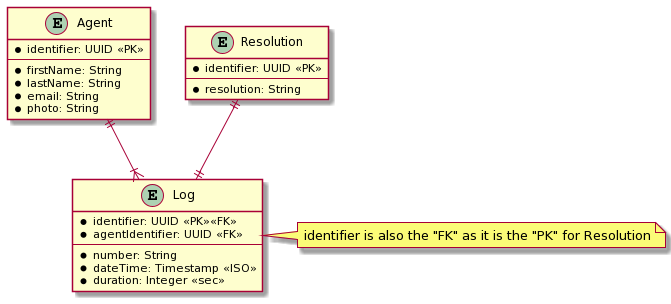 E Agent
identifier: UUID «PK»
firstName: String
lastName: String
email: String
photo: String
E Resolution
identifier: UUID «PK»
resolution: String
E Log
identifier: UUID «PK»«FK»
agentIdentifier: UUID «FK»
number: String
dateTime: Timestamp «ISO»
duration: Integer «sec»
identifier is also the "FK" as it is the "PK" for Resolution